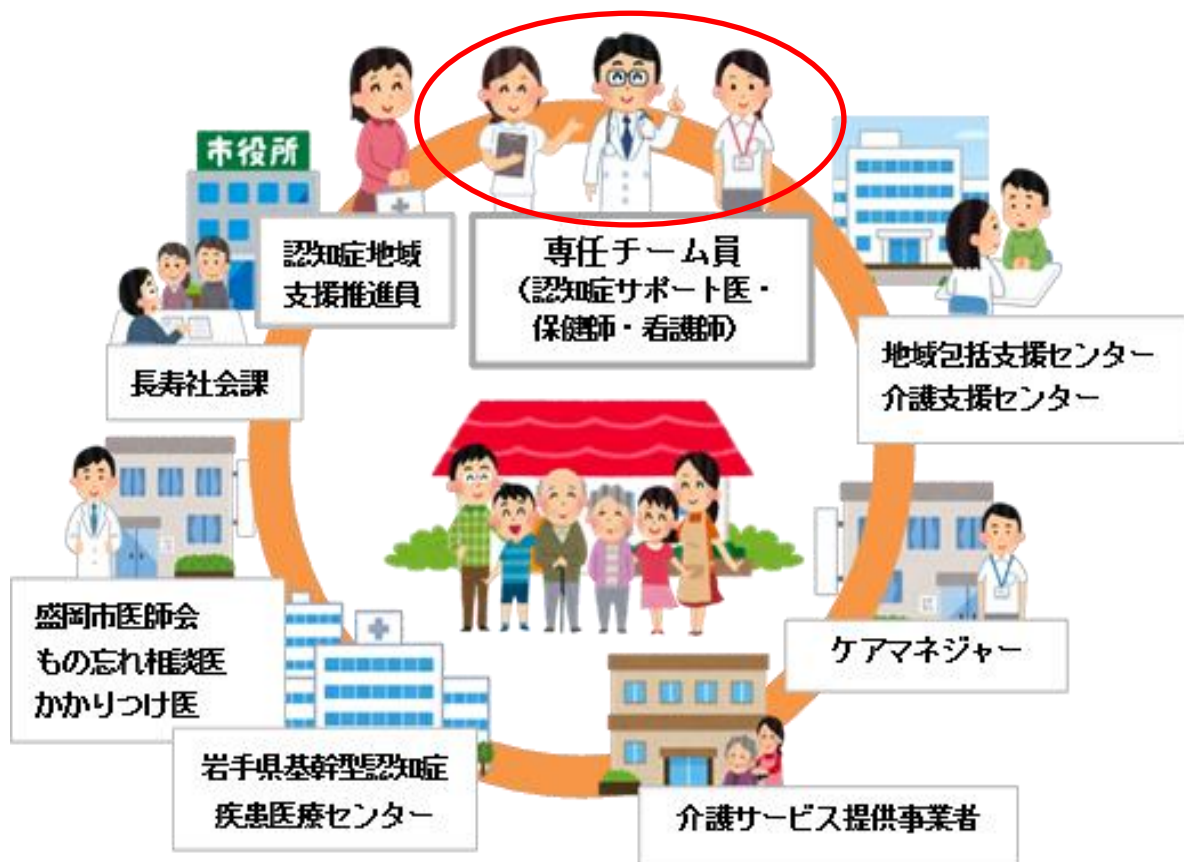 市役所
認知症地域
支援推進員
専任チーム員
（認知症サポート医・
保健師・看護師）
長寿社会課
地域包括支援センター
介護支援センター
盛岡市医師会
もの忘れ相談医
かかりつけ医
ケアマネジャー
岩手県基幹型認知症
疾患医療センター
介護サービス提供事業者